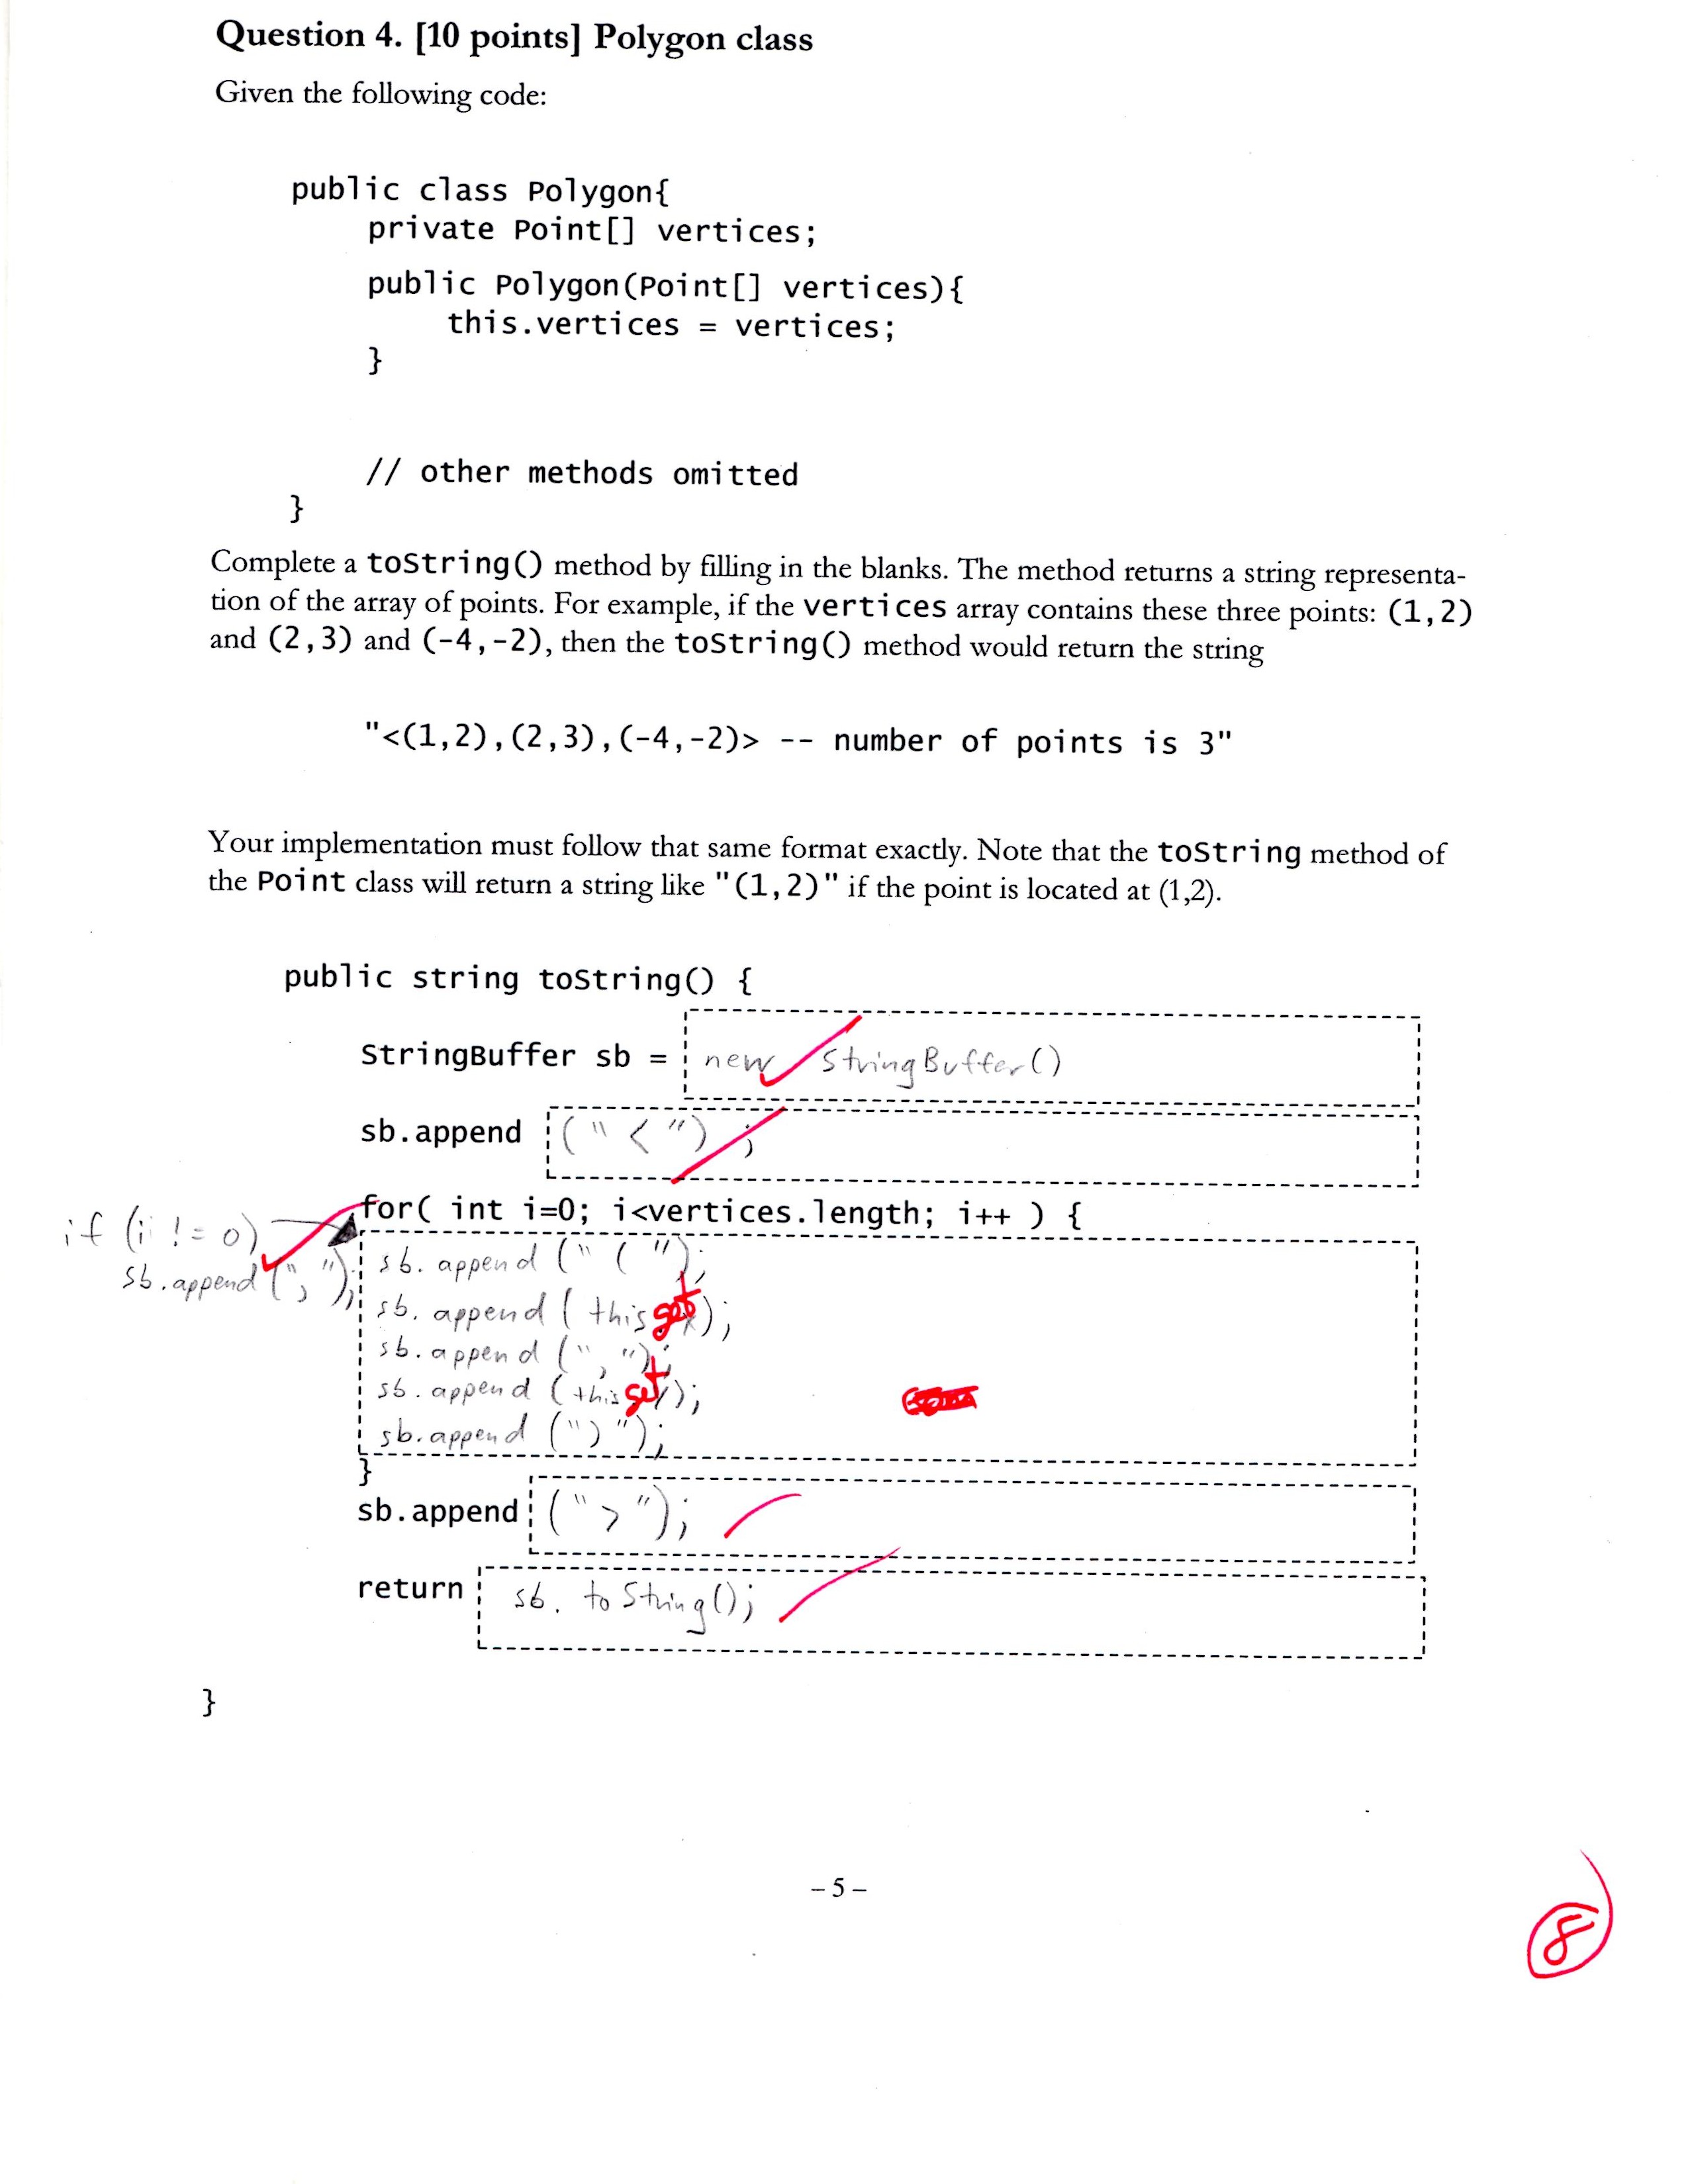 Question 4. [10 points] Polygon class
Given the following code:
public class Polygon{
private Point[] vertices;
public Polygon(Point[] vertices){
this.vertices = vertices;
}
// other methods omitted
}
Complete a toString() method by filling in the blanks. The method returns a string representa-
tion of the array of points. For example, if the vertices array contains these three points: (1,2)
and (2,3) and (-4,-2), then the toString() method would return the string
"<(1,2),(2,3),(-4,-2)> -- number of points is 3"
Your implementation must follow that same format exactly. Note that the toString method of
the Point class will return a string like "(1,2)" if the point is located at (1,2).
public string toString() {
StringBuffer sb = new StringBuffer()
sb.append ("<");
for( int i=0; i<vertices.length; i++ ) {
if (i != 0)
sb.append(",");
sb.append("(");
sb.append(this get);
sb.append(",");
sb.append(this get);
sb.append(")");
}
sb.append (">");
return sb.toString();
}
– 5 –
8